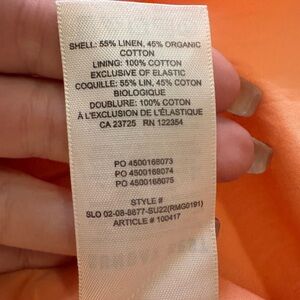 SHELL: 55% LINEN, 45% ORGANIC
COTTON
LINING: 100% COTTON
EXCLUSIVE OF ELASTIC
COQUILLE: 55% LIN, 45% COTON
BIOLOGIQUE
DOUBLURE: 100% COTON
À L'EXCLUSION DE L'ÉLASTIQUE
CA 23725 RN 122354
PO 4500168073
PO 4500168074
PO 4500168075
STYLE #
SLO 02-08-8877-SU22(RMG0191)
ARTICLE # 100417